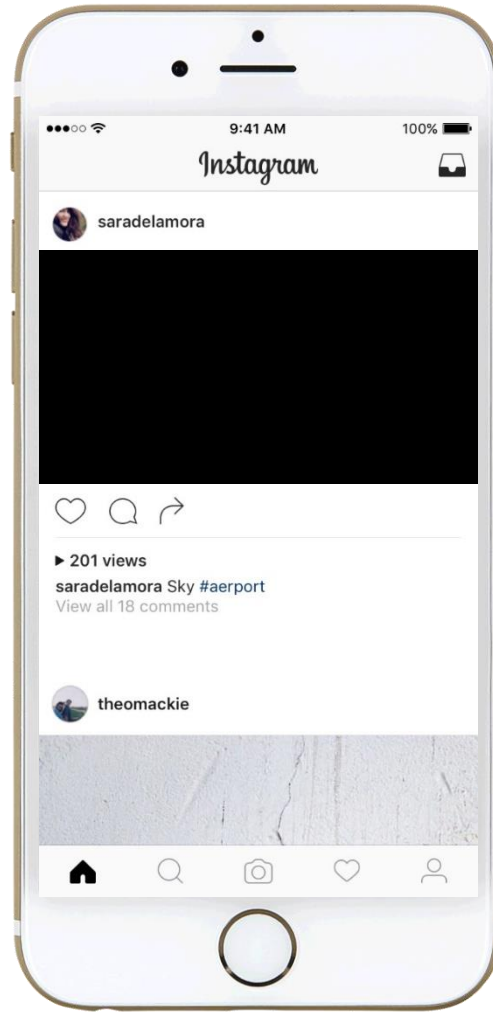 9:41 AM
100%
Instagram
saradelamora
201 views
saradelamora Sky #aerport
View all 18 comments
theomackie